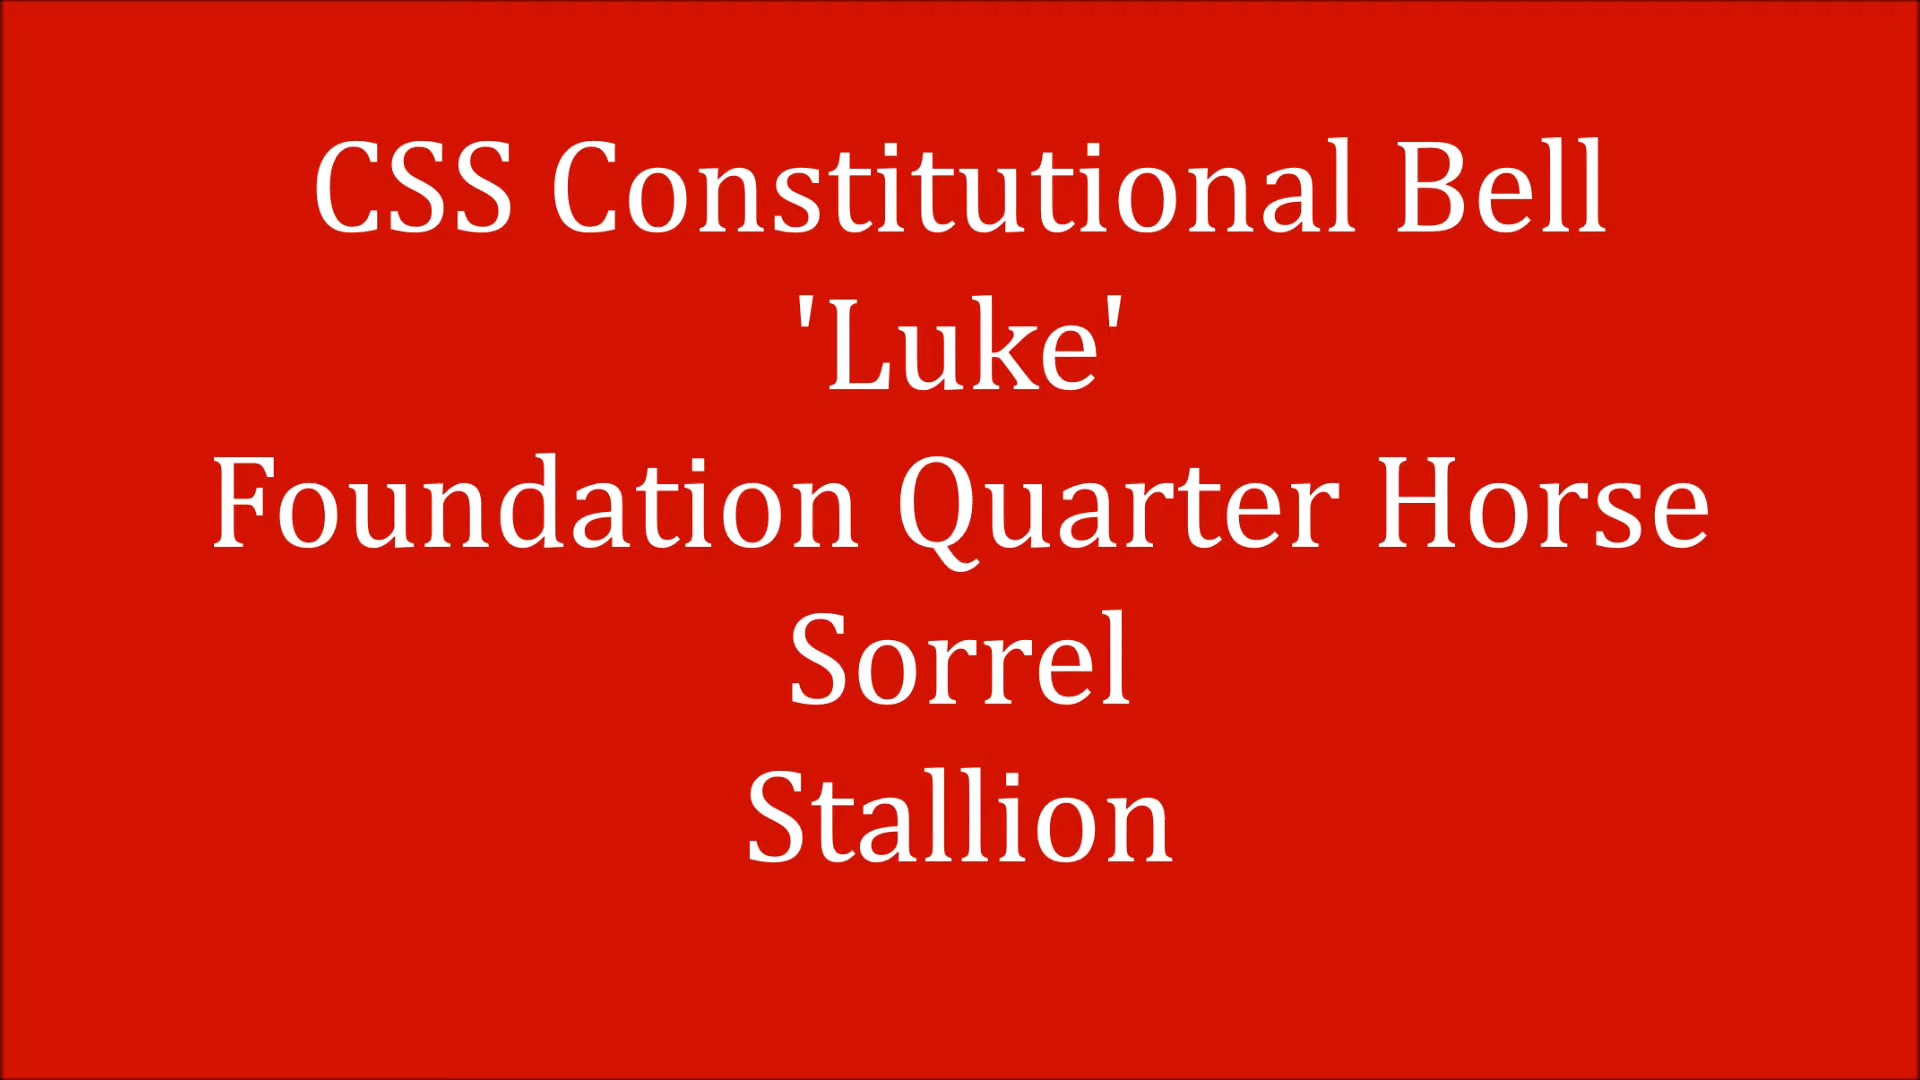 CSS Constitutional Bell
'Luke'
Foundation Quarter Horse
Sorrel
Stallion